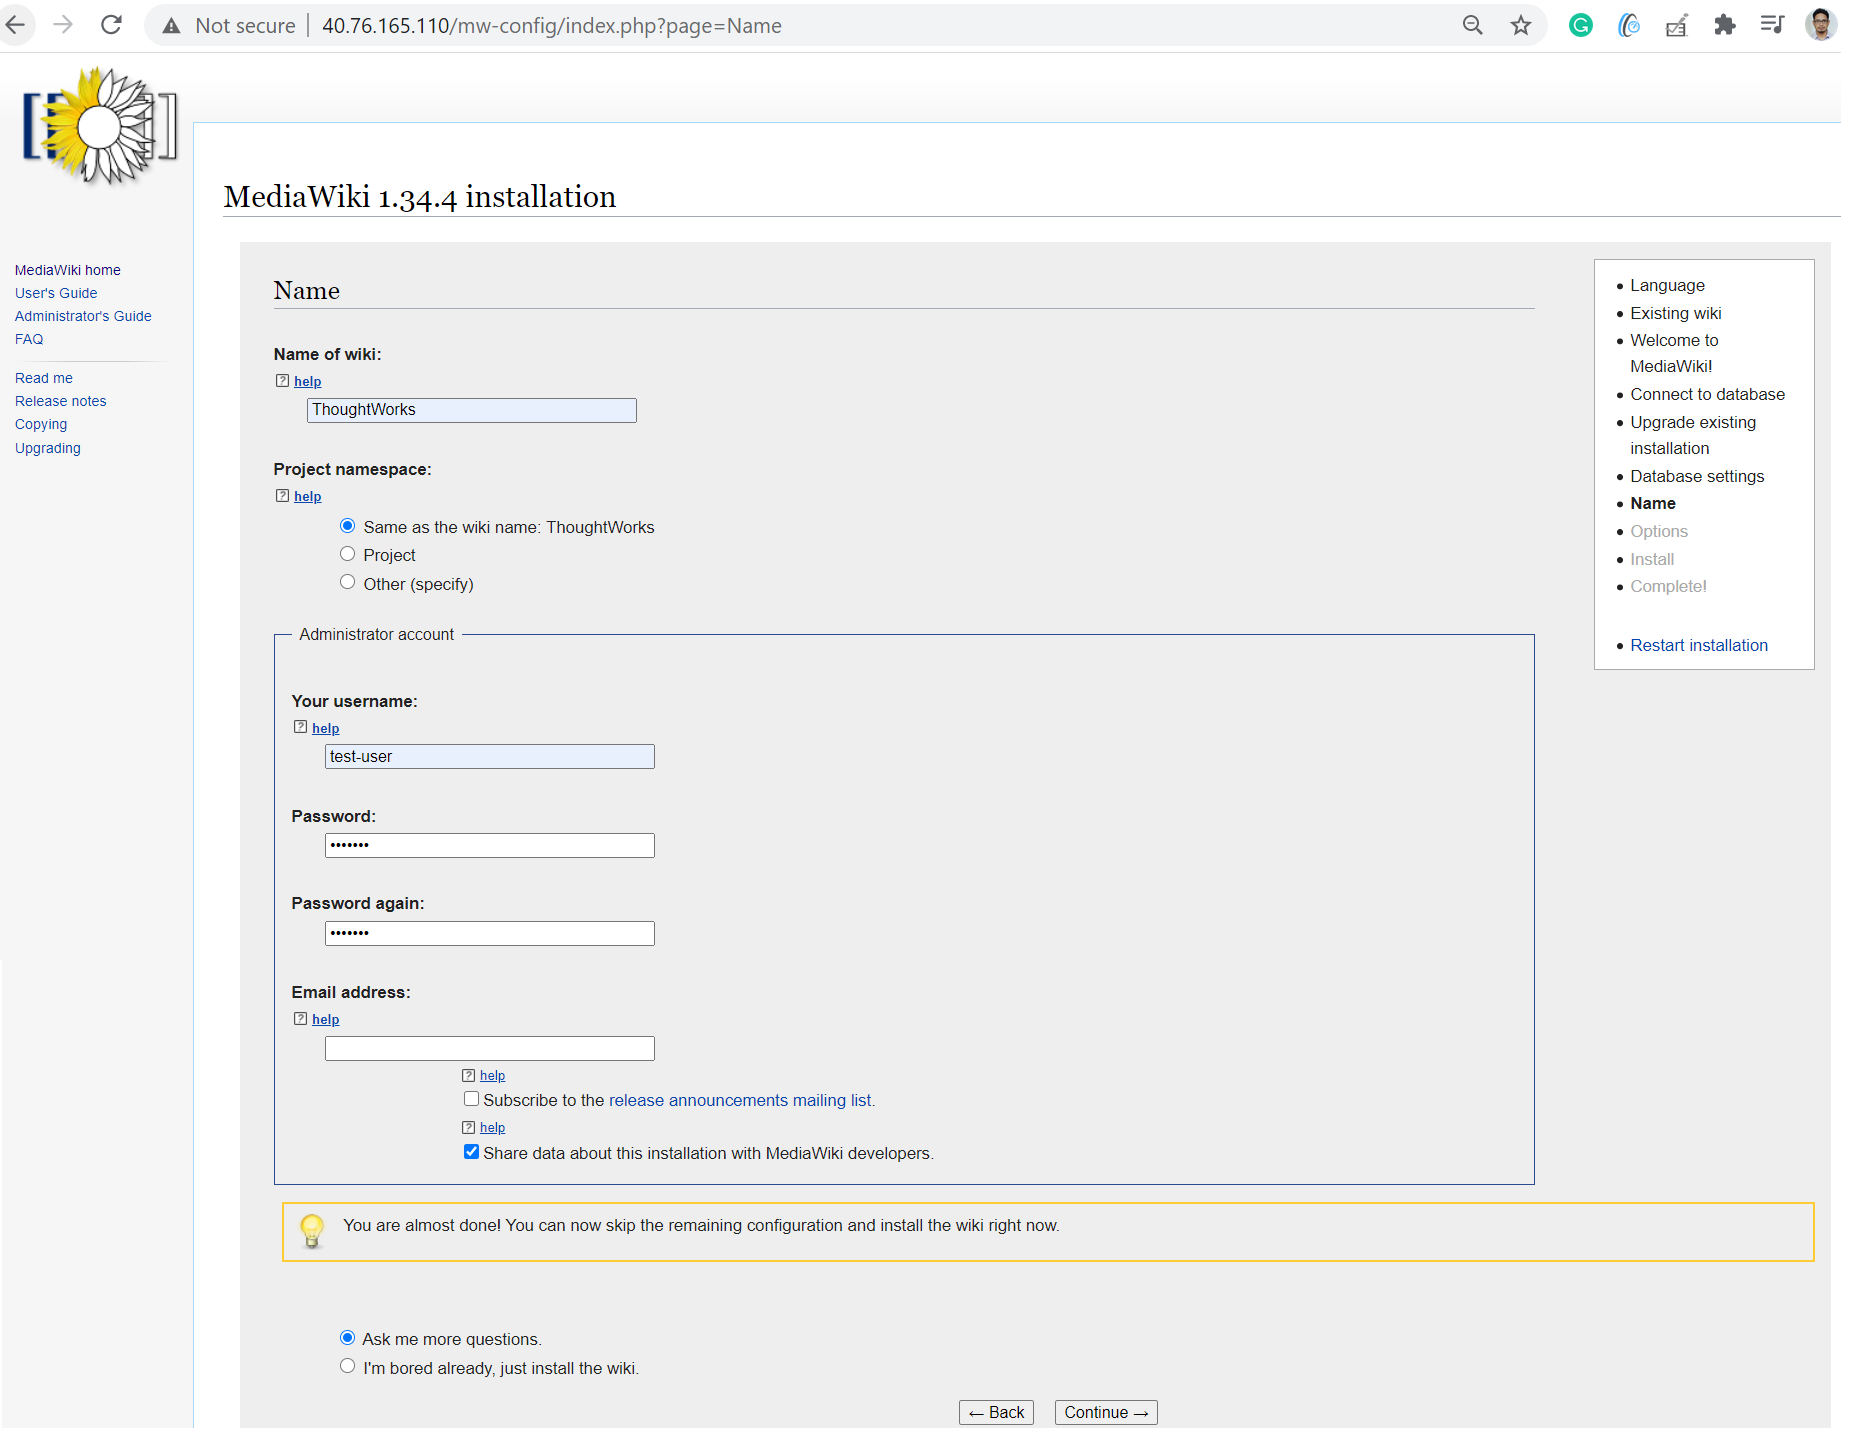 Not secure | 40.76.165.110/mw-config/index.php?page=Name
MediaWiki 1.34.4 installation
MediaWiki home
User's Guide
Administrator's Guide
FAQ
Read me
Release notes
Copying
Upgrading
Name
Name of wiki:
help
ThoughtWorks
Project namespace:
help
Same as the wiki name: ThoughtWorks
Project
Other (specify)
Administrator account
Your username:
help
test-user
Password:
•••••••
Password again:
•••••••
Email address:
help
help
Subscribe to the release announcements mailing list.
help
Share data about this installation with MediaWiki developers.
You are almost done! You can now skip the remaining configuration and install the wiki right now.
Ask me more questions.
I'm bored already, just install the wiki.
← Back
Continue →
Language
Existing wiki
Welcome to
MediaWiki!
Connect to database
Upgrade existing
installation
Database settings
Name
Options
Install
Complete!
Restart installation